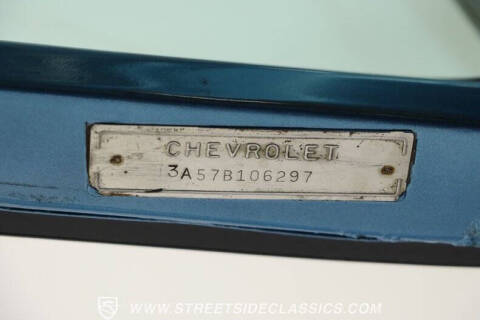 CHEVROLET
3A57B106297
WWW.STREETSIDECLASSICS.COM